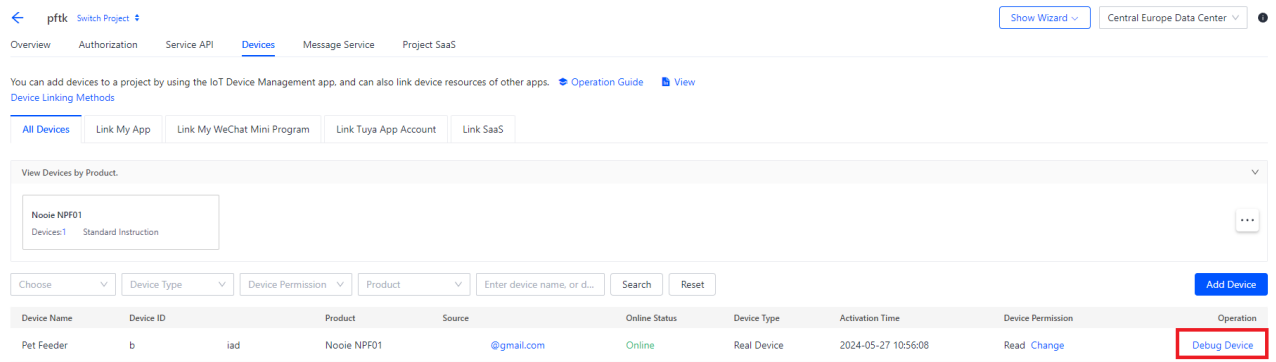 pftk Switch Project Show Wizard Central Europe Data Center
Overview Authorization Service API Devices Message Service Project SaaS
You can add devices to a project by using the IoT Device Management app, and can also link device resources of other apps. Operation Guide View
Device Linking Methods
All Devices Link My App Link My WeChat Mini Program Link Tuya App Account Link SaaS
View Devices by Product.
Nooie NPF01
Devices:1 Standard Instruction
Choose Device Type Device Permission Product Enter device name, or d... Search Reset Add Device
Device Name Device ID Product Source Online Status Device Type Activation Time Device Permission Operation
Pet Feeder b iad Nooie NPF01 @gmail.com Online Real Device 2024-05-27 10:56:08 Read Change Debug Device